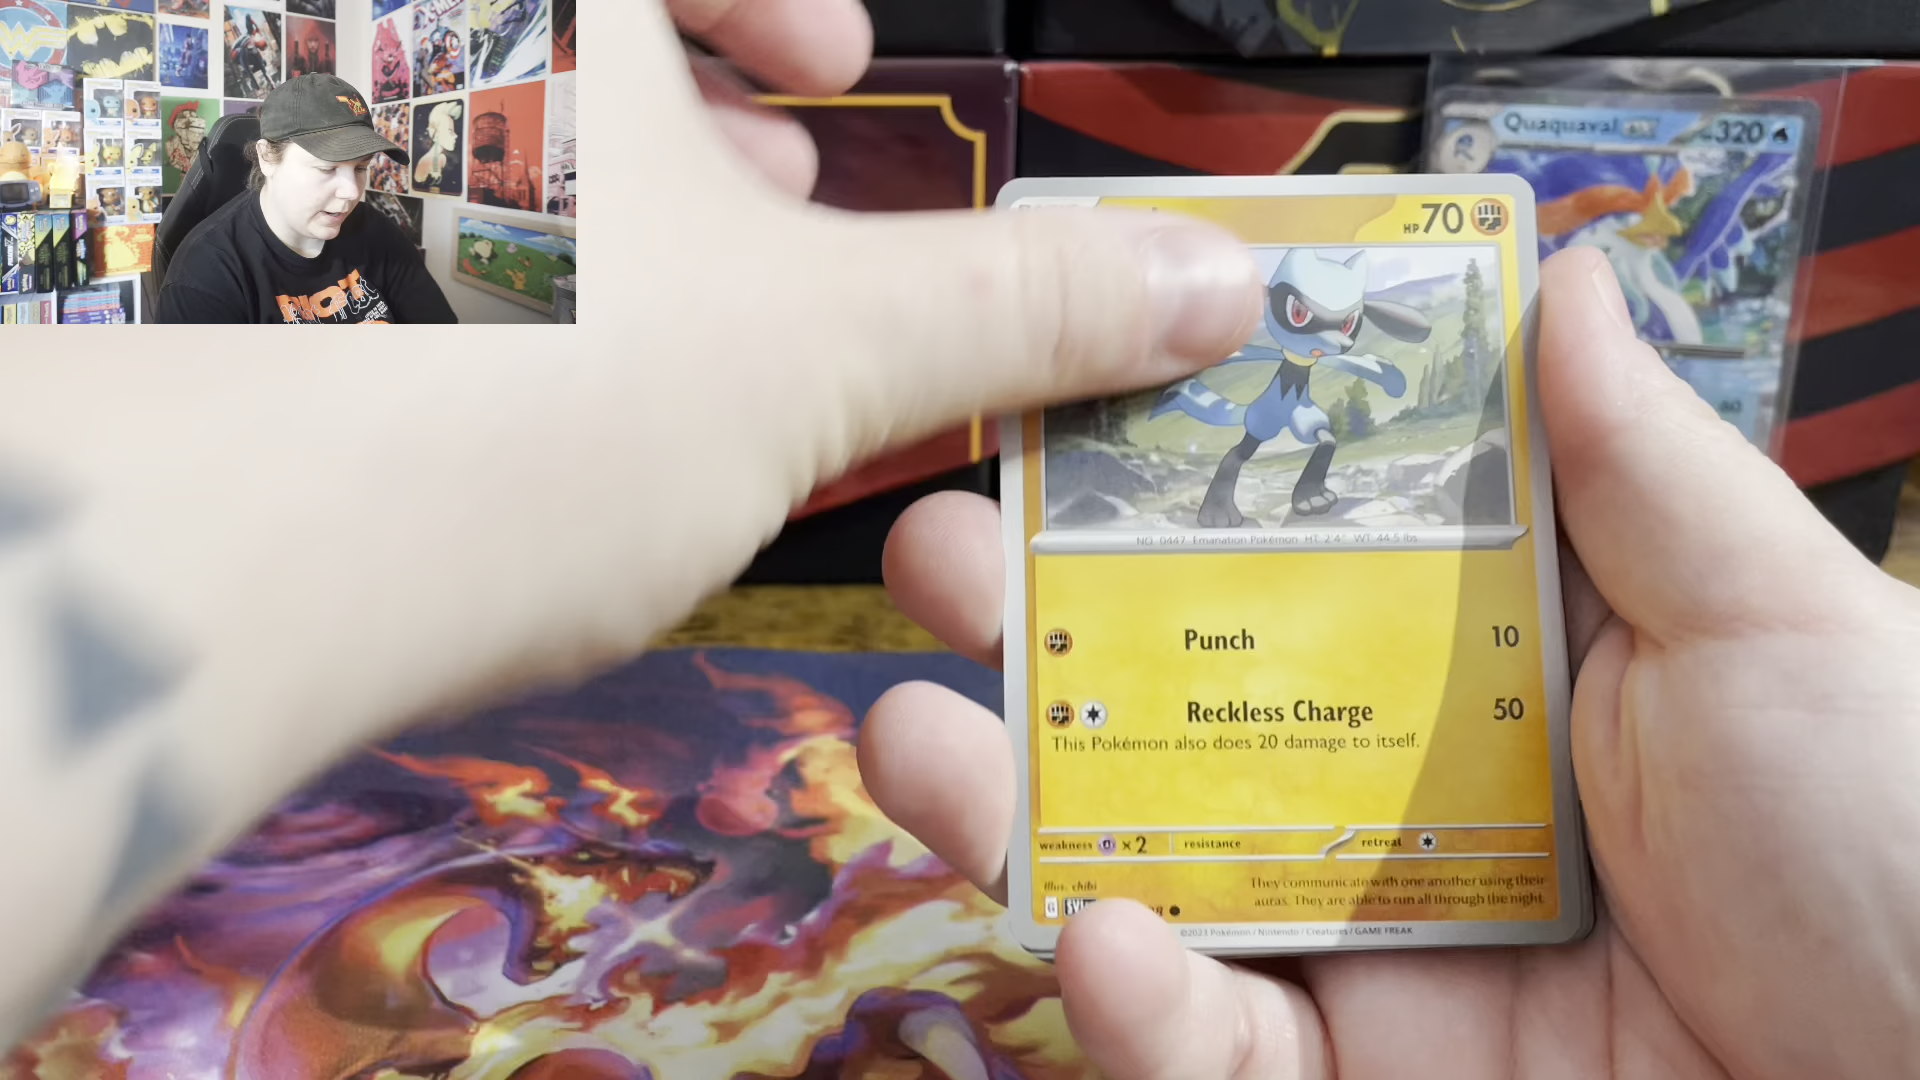 Quaquaval ex 320
HP 70
NO. 0447 Emanation Pokémon HT: 2'4" WT: 44.5 lbs
Punch 10
Reckless Charge 50
This Pokémon also does 20 damage to itself.
weakness ×2 resistance retreat
Illus. chibi
They communicate with one another using their
auras. They are able to run all through the night.
G
©2023 Pokémon / Nintendo / Creatures / GAME FREAK